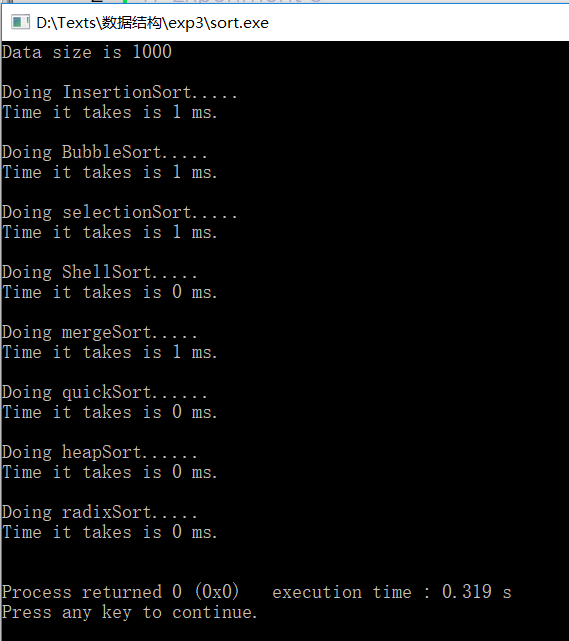 D:\Texts\数据结构\exp3\sort.exe
Data size is 1000
Doing InsertionSort.....
Time it takes is 1 ms.
Doing BubbleSort.....
Time it takes is 1 ms.
Doing selectionSort.....
Time it takes is 1 ms.
Doing ShellSort.....
Time it takes is 0 ms.
Doing mergeSort.....
Time it takes is 1 ms.
Doing quickSort......
Time it takes is 0 ms.
Doing heapSort......
Time it takes is 0 ms.
Doing radixSort.....
Time it takes is 0 ms.
Process returned 0 (0x0)   execution time : 0.319 s
Press any key to continue.